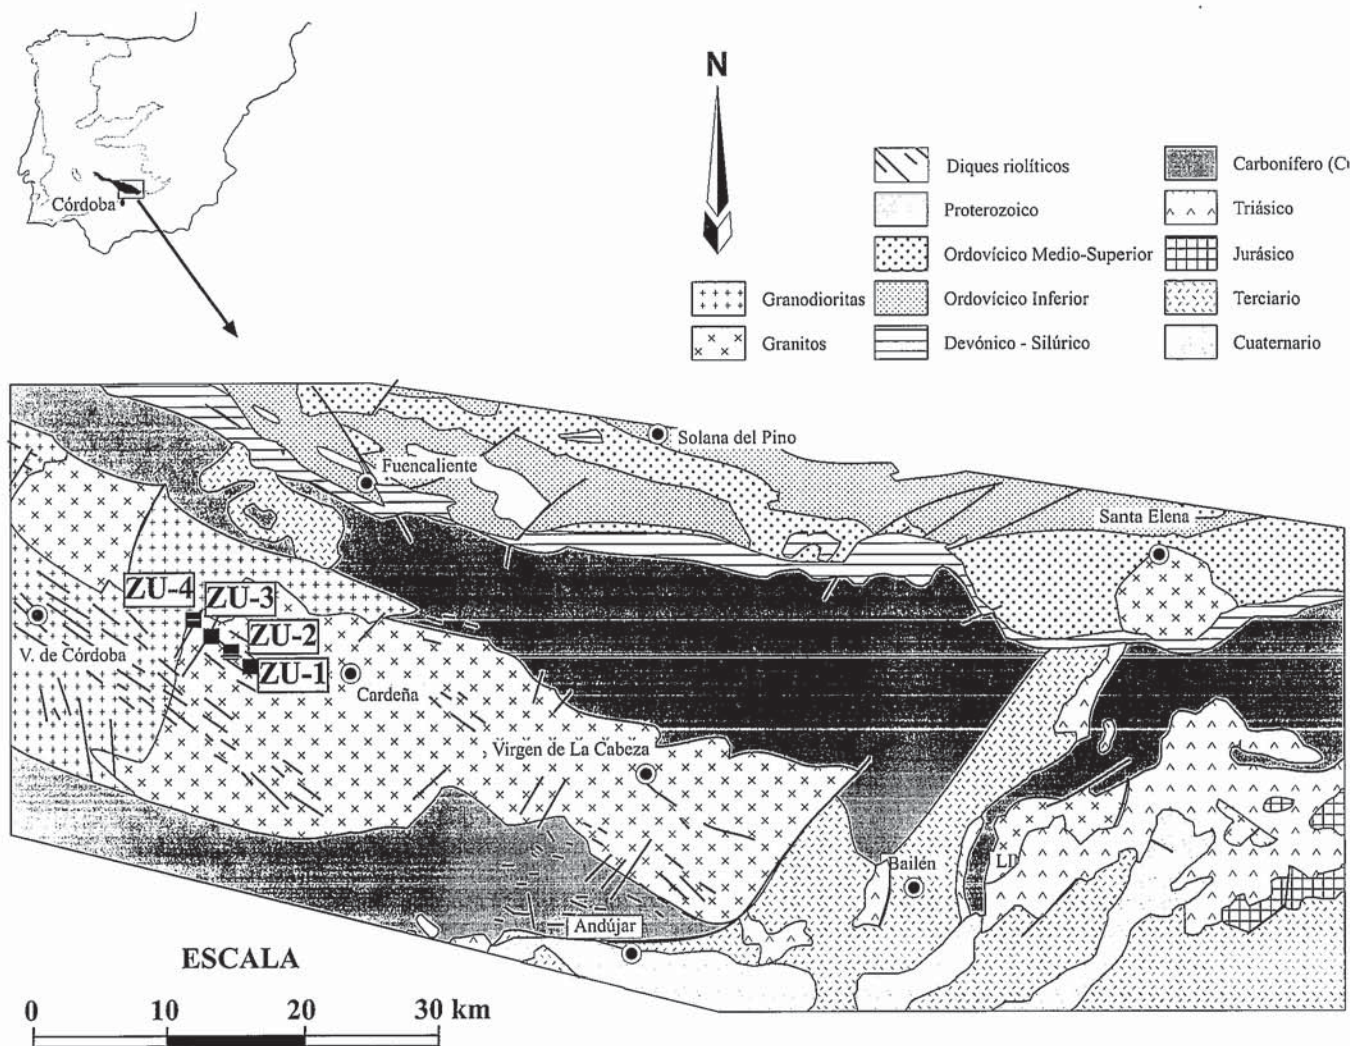 Córdoba
N
Diques riolíticos
Proterozoico
Ordovícico Medio-Superior
Granodioritas
Ordovícico Inferior
Granitos
Devónico - Silúrico
Carbonífero
Triásico
Jurásico
Terciario
Cuaternario
Solana del Pino
Fuencaliente
Santa Elena
ZU-4
ZU-3
ZU-2
ZU-1
V. de Córdoba
Cardeña
Virgen de La Cabeza
Bailén
Andújar
ESCALA
0 10 20 30 km